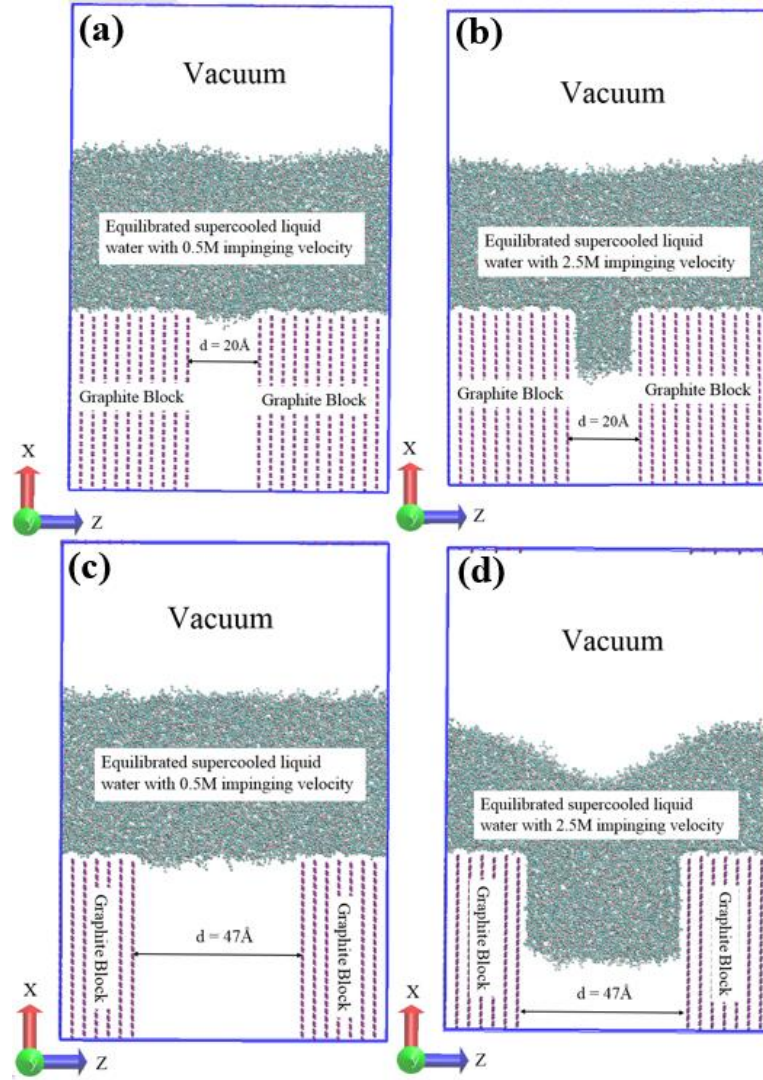 (a)
Vacuum
Equilibrated supercooled liquid
water with 0.5M impinging velocity
d = 20Å
Graphite Block
Graphite Block
X
y
Z
(b)
Vacuum
Equilibrated supercooled liquid
water with 2.5M impinging velocity
Graphite Block
Graphite Block
d = 20Å
X
y
Z
(c)
Vacuum
Equilibrated supercooled liquid
water with 0.5M impinging velocity
Graphite Block
d = 47Å
Graphite Block
X
y
Z
(d)
Vacuum
Equilibrated supercooled liquid
water with 2.5M impinging velocity
Graphite Block
Graphite Block
d = 47Å
X
y
Z